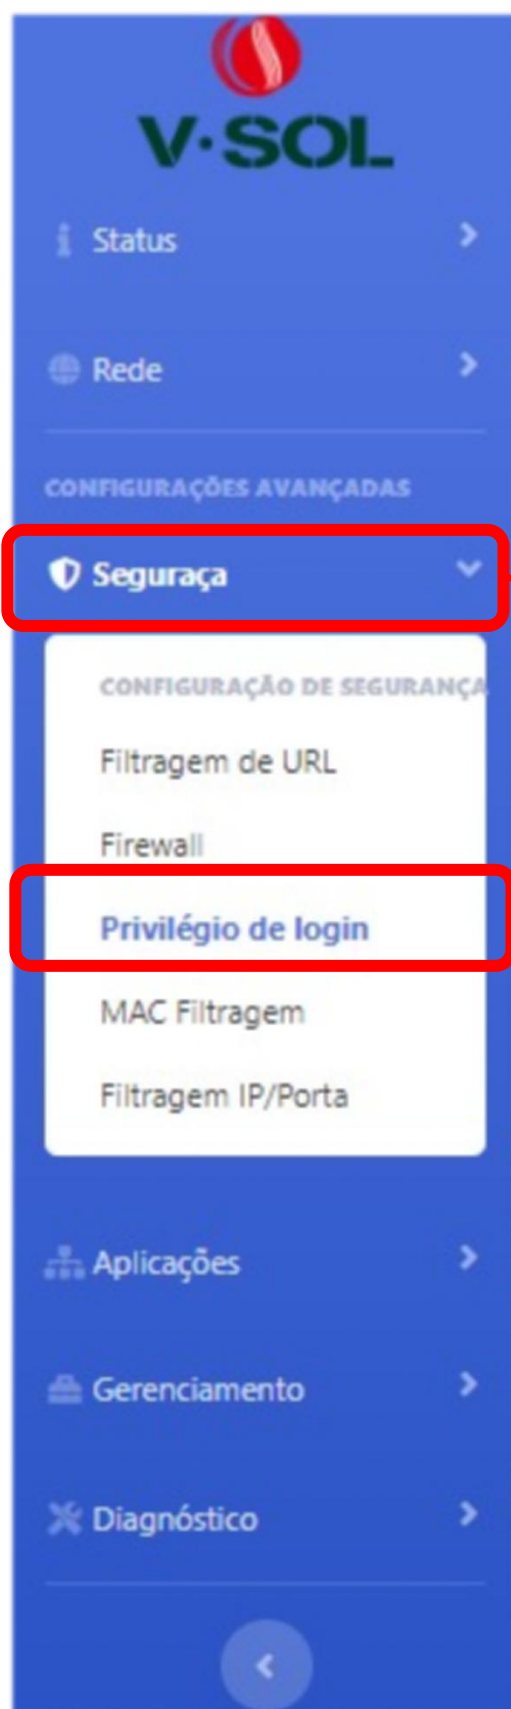 V·SOL
Status
Rede
CONFIGURAÇÕES AVANÇADAS
Seguraça
CONFIGURAÇÃO DE SEGURANÇA
Filtragem de URL
Firewall
Privilégio de login
MAC Filtragem
Filtragem IP/Porta
Aplicações
Gerenciamento
Diagnóstico